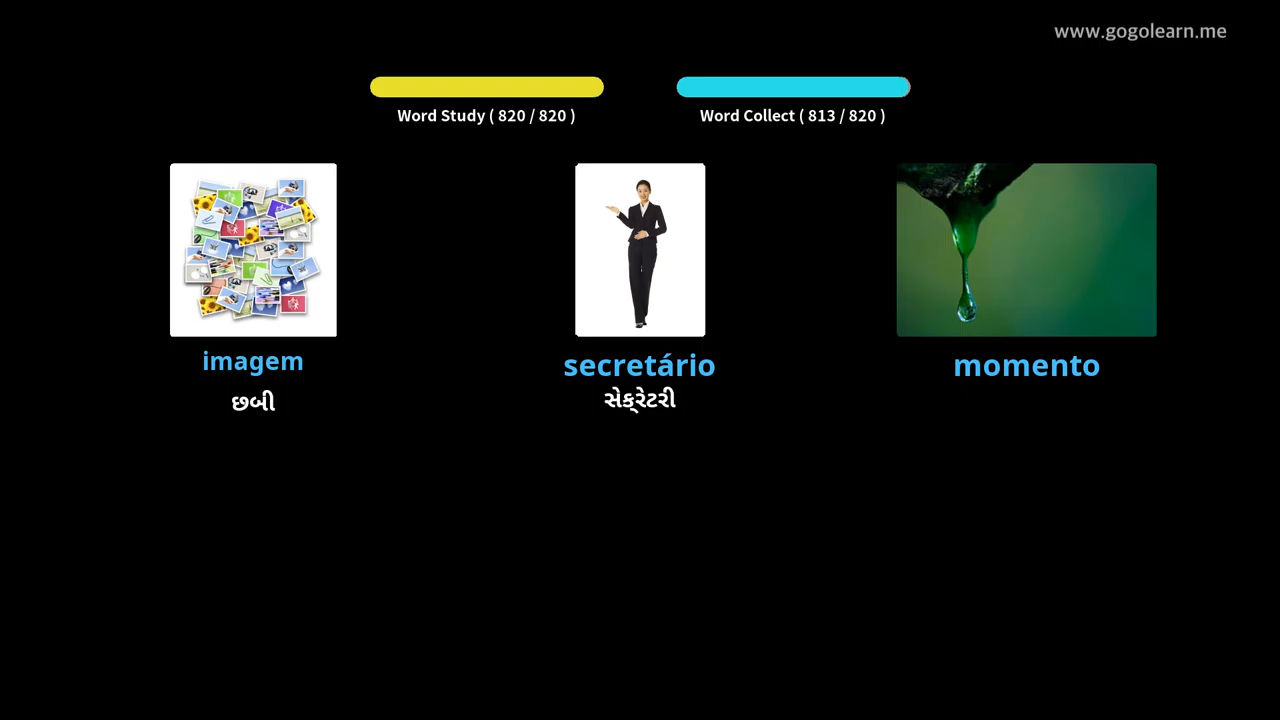 www.gogolearn.me
Word Study ( 820 / 820 )
Word Collect ( 813 / 820 )
imagem
secretário
momento
છબી
સેક્રેટરી